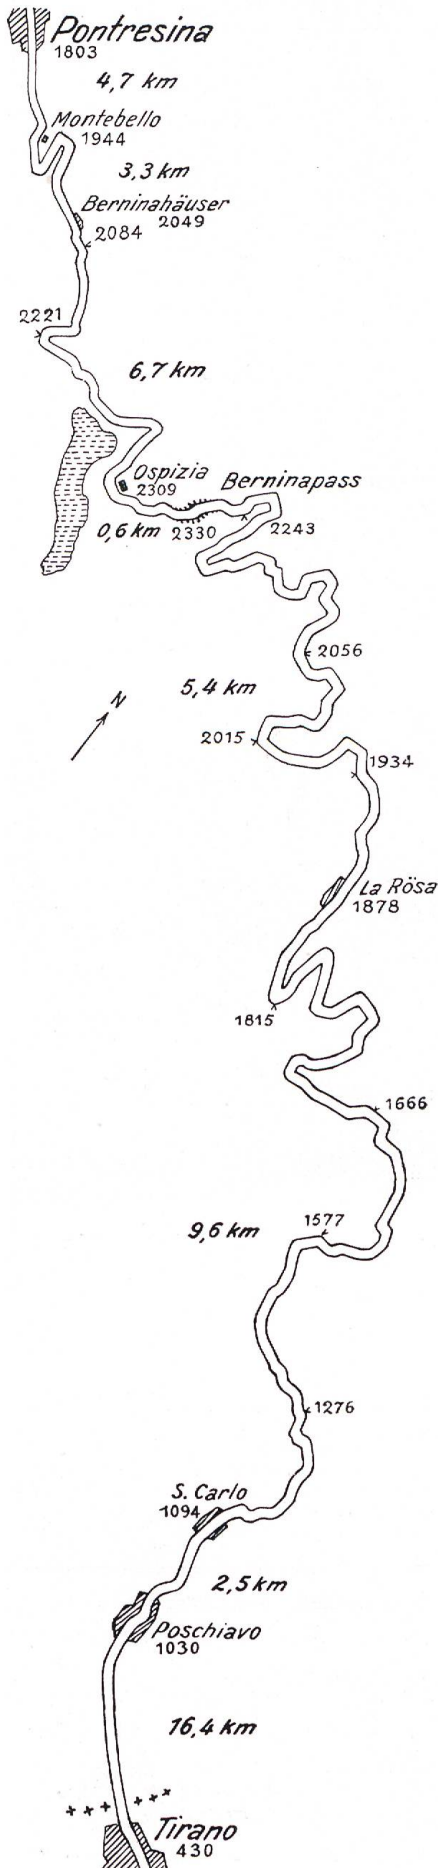 Pontresina
1803
4,7 km
Montebello
1944
3,3 km
Berninahäuser
2049
2084
2221
6,7 km
Ospizia
2309
Berninapass
0,6 km
2330
2243
2056
5,4 km
N
2015
1934
La Rösa
1878
1815
1666
9,6 km
1577
1276
S. Carlo
1094
2,5 km
Poschiavo
1030
16,4 km
Tirano
430